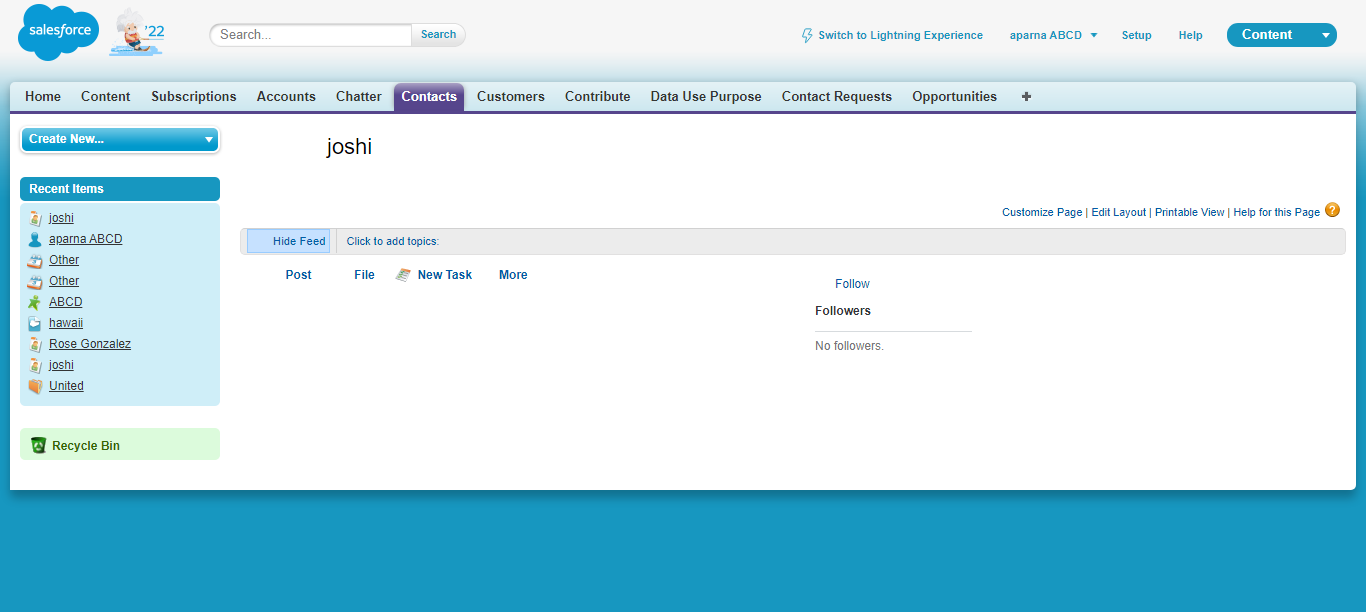 salesforce '22 Search... Search Switch to Lightning Experience aparna ABCD Setup Help Content
Home Content Subscriptions Accounts Chatter Contacts Customers Contribute Data Use Purpose Contact Requests Opportunities +
Create New...
joshi
Recent Items
joshi
aparna ABCD
Other
Other
ABCD
hawaii
Rose Gonzalez
joshi
United
Recycle Bin
Customize Page | Edit Layout | Printable View | Help for this Page ?
Hide Feed Click to add topics:
Post File New Task More
Follow
Followers
No followers.